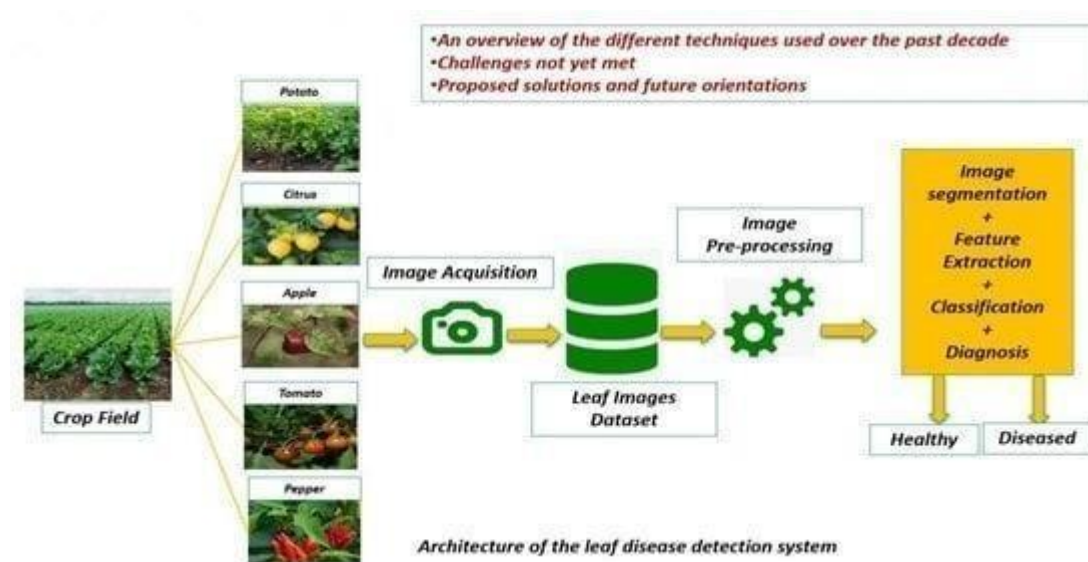 •An overview of the different techniques used over the past decade
•Challenges not yet met
•Proposed solutions and future orientations
Potato
Citrus
Apple
Tomato
Pepper
Crop Field
Image Acquisition
Leaf Images
Dataset
Image
Pre-processing
Image
segmentation
+
Feature
Extraction
+
Classification
+
Diagnosis
Healthy
Diseased
Architecture of the leaf disease detection system